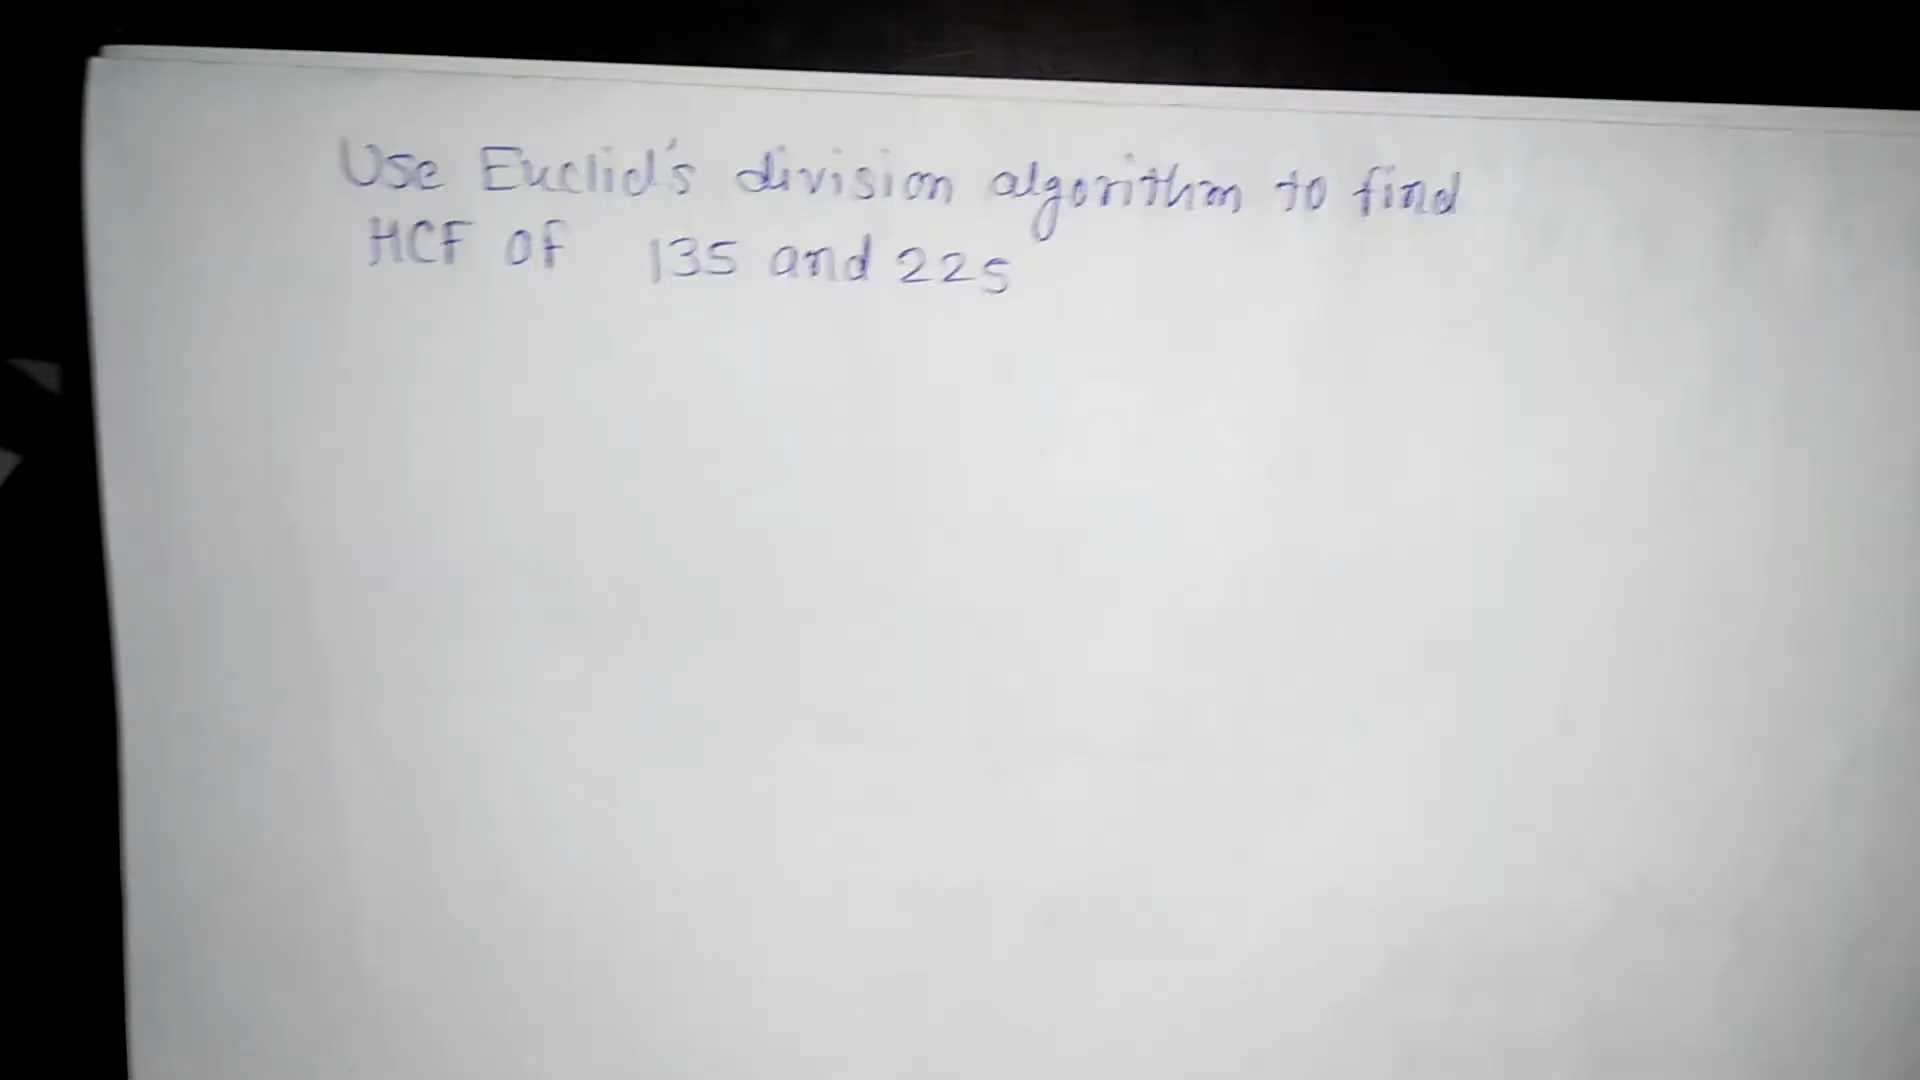 Use Euclid's division algorithm to find
HCF of 135 and 225